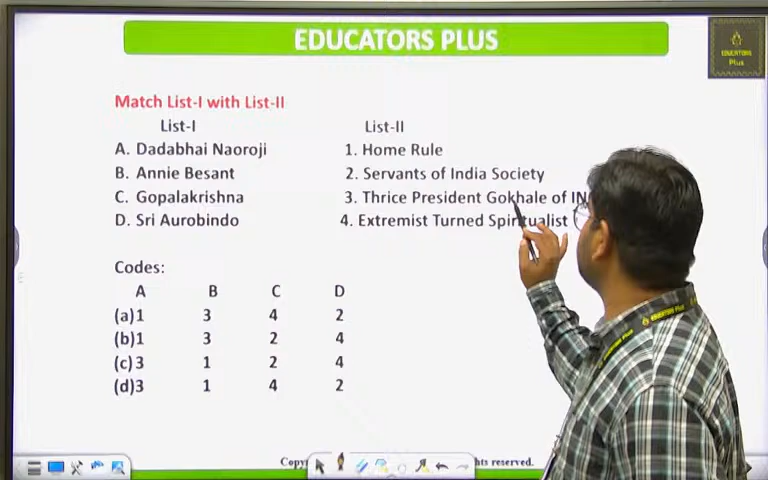 EDUCATORS PLUS
EDUCATORS
Plus
Match List-I with List-II
List-I List-II
A. Dadabhai Naoroji 1. Home Rule
B. Annie Besant 2. Servants of India Society
C. Gopalakrishna 3. Thrice President Gokhale of IN
D. Sri Aurobindo 4. Extremist Turned Spiritualist
Codes:
A B C D
(a)1 3 4 2
(b)1 3 2 4
(c)3 1 2 4
(d)3 1 4 2
Copy hts reserved.